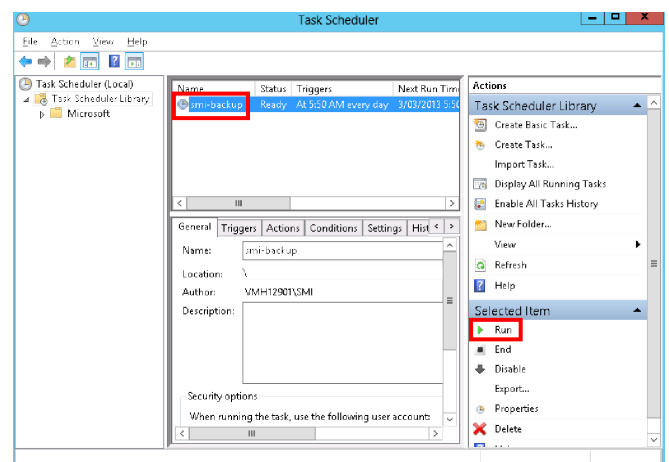 Task Scheduler
File Action View Help
Task Scheduler (Local)
Task Scheduler Library
Microsoft
Name Status Triggers Next Run Time
smi-backup Ready At 5:50 AM every day 3/03/2013 5:50
General Triggers Actions Conditions Settings Hist
Name: smi-backup
Location: \
Author: VMH12901\SMI
Description:
Security options
When running the task, use the following user account:
Actions
Task Scheduler Library
Create Basic Task...
Create Task...
Import Task...
Display All Running Tasks
Enable All Tasks History
New Folder...
View
Refresh
Help
Selected Item
Run
End
Disable
Export...
Properties
Delete